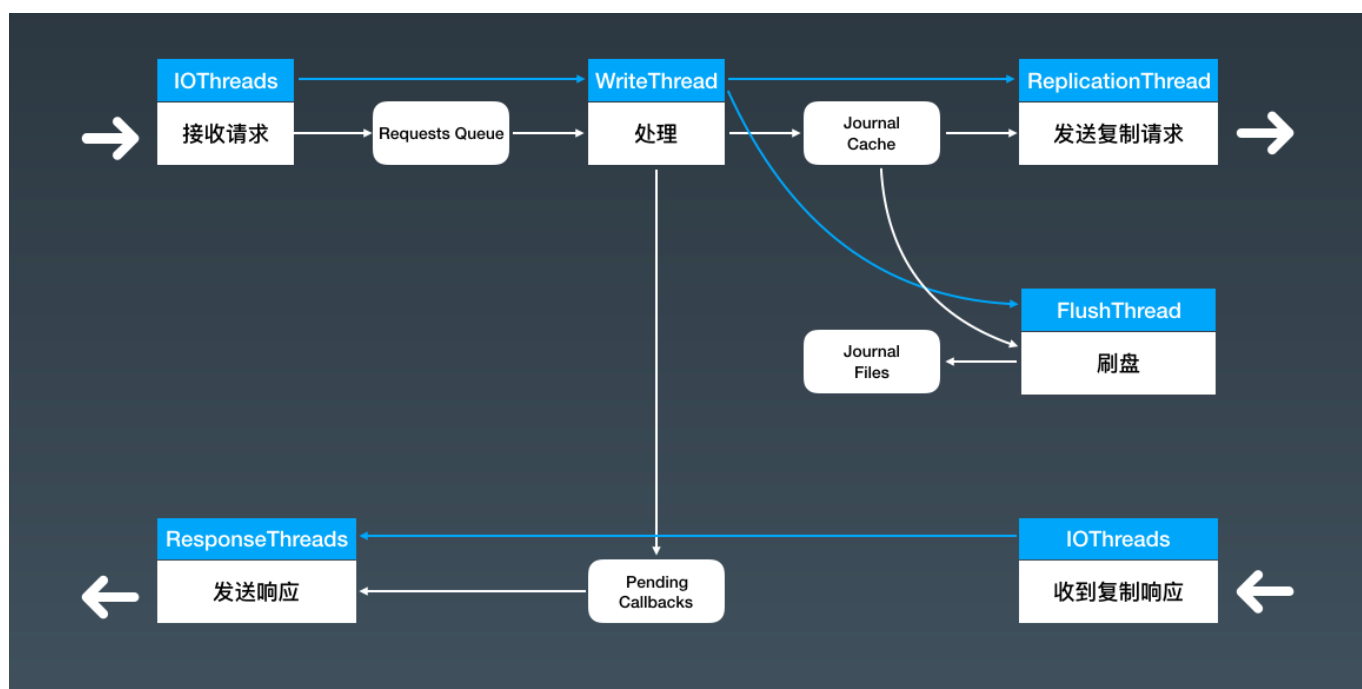 IOThreads
接收请求
Requests Queue
WriteThread
处理
Journal
Cache
ReplicationThread
发送复制请求
FlushThread
刷盘
Journal
Files
ResponseThreads
发送响应
Pending
Callbacks
IOThreads
收到复制响应